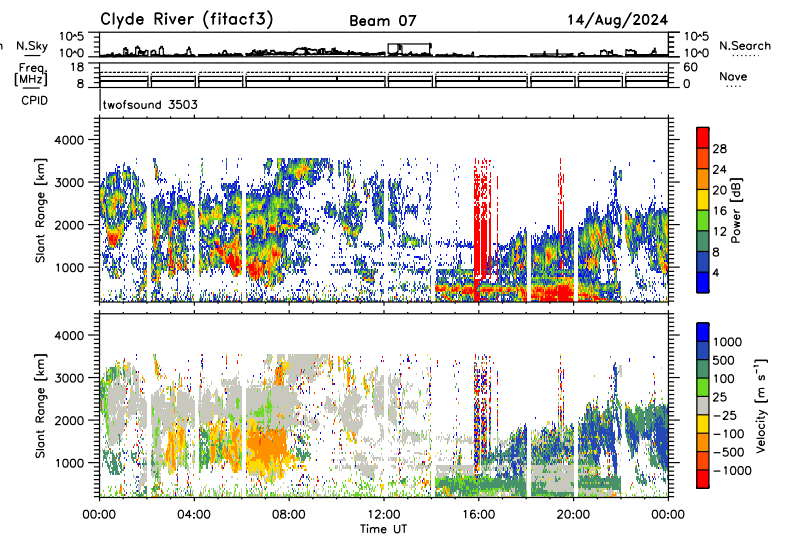 Clyde River (fitacf3) Beam 07 14/Aug/2024
N.Sky 10^5 10^0 10^5 10^0 N.Search
Freq. [MHz] 18 8 60 0 Nave
CPID twofsound 3503
Slant Range [km] 4000 3000 2000 1000
Power [dB] 28 24 20 16 12 8 4
Slant Range [km] 4000 3000 2000 1000
Velocity [m s⁻¹] 1000 500 100 25 -25 -100 -500 -1000
00:00 04:00 08:00 12:00 16:00 20:00 00:00
Time UT